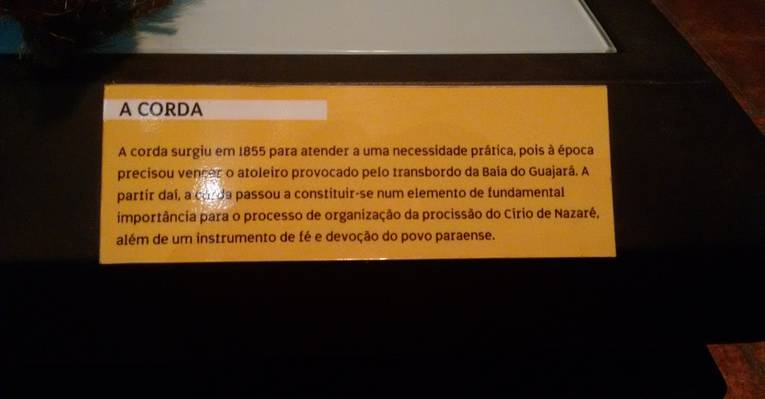 A CORDA
A corda surgiu em 1855 para atender a uma necessidade prática, pois à época
precisou vencer o atoleiro provocado pelo transbordo da Baía do Guajará. A
partir daí, a corda passou a constituir-se num elemento de fundamental
importância para o processo de organização da procissão do Círio de Nazaré,
além de um instrumento de fé e devoção do povo paraense.